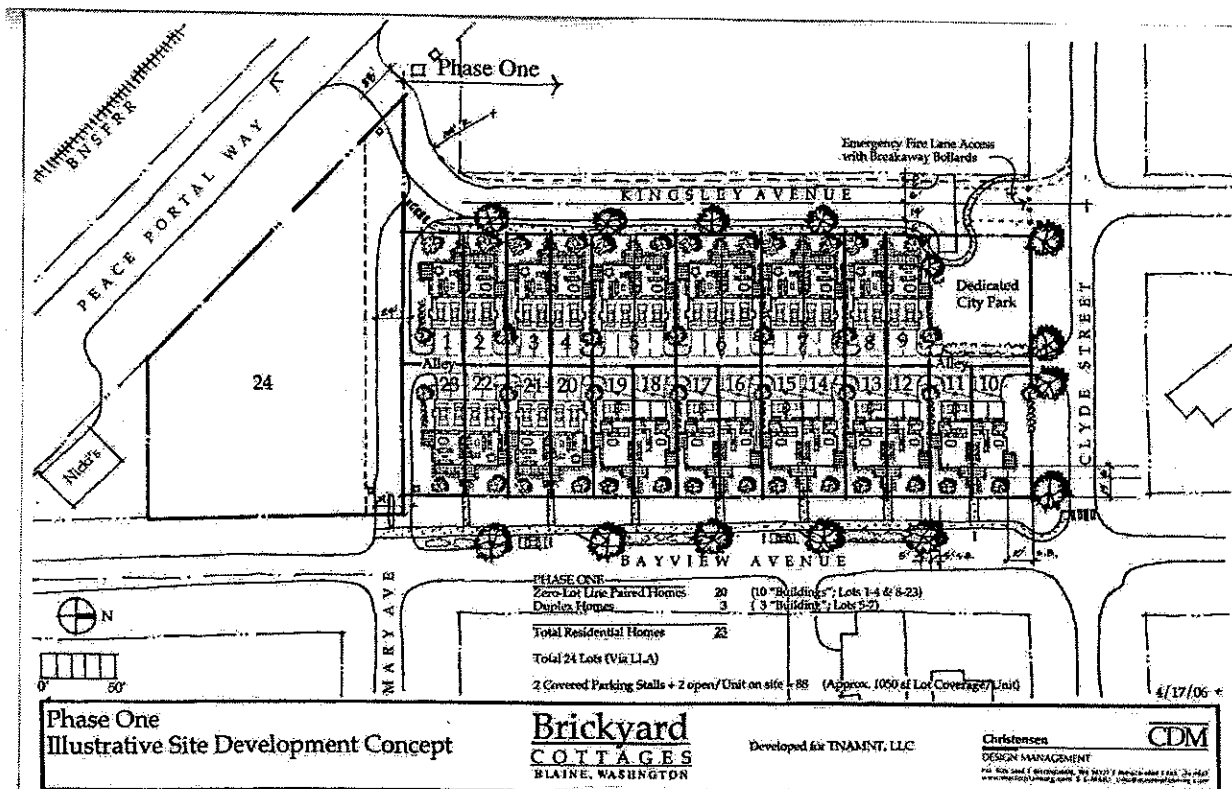 Phase One
BNSFRR
PEACE PORTAL WAY
Emergency Fire Lane Access
with Breakaway Bollards
KINGSLEY AVENUE
Dedicated
City Park
CLYDE STREET
1 2 3 4 5 6 7 8 9
Alley Alley
24
23 22 21 20 19 18 17 16 15 14 13 12 11 10
Nicki's
BAYVIEW AVENUE
MARY AVE
N
0' 50'
PHASE ONE
Zero-Lot Line Paired Homes 20 (10 "Buildings"; Lots 1-4 & 8-23)
Duplex Homes 3 ( 3 "Building"; Lots 5-7)
Total Residential Homes 23
Total 24 Lots (Via LLA)
2 Covered Parking Stalls + 2 open/Unit on site = 88 (Approx. 1050 sf Lot Coverage/Unit)
4/17/06
Phase One
Illustrative Site Development Concept
Brickyard
COTTAGES
BLAINE, WASHINGTON
Developed for TNAMNT, LLC
Christensen
CDM
DESIGN MANAGEMENT